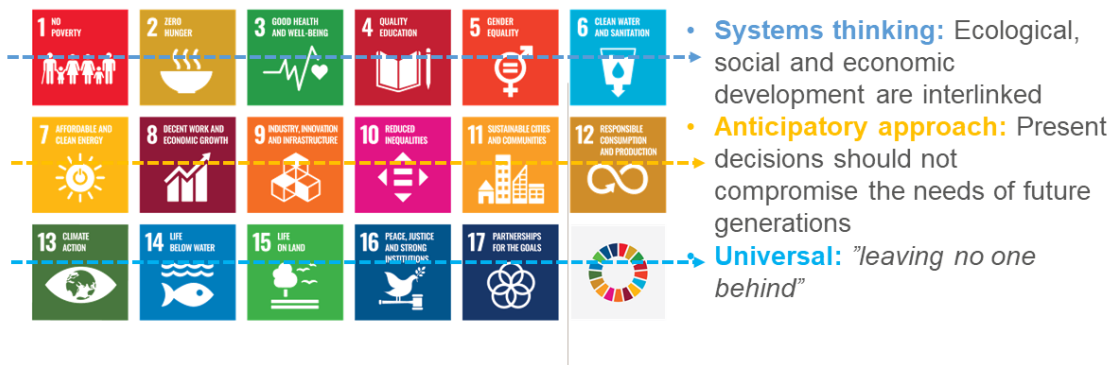 1 NO POVERTY
2 ZERO HUNGER
3 GOOD HEALTH AND WELL-BEING
4 QUALITY EDUCATION
5 GENDER EQUALITY
6 CLEAN WATER AND SANITATION
7 AFFORDABLE AND CLEAN ENERGY
8 DECENT WORK AND ECONOMIC GROWTH
9 INDUSTRY, INNOVATION AND INFRASTRUCTURE
10 REDUCED INEQUALITIES
11 SUSTAINABLE CITIES AND COMMUNITIES
12 RESPONSIBLE CONSUMPTION AND PRODUCTION
13 CLIMATE ACTION
14 LIFE BELOW WATER
15 LIFE ON LAND
16 PEACE, JUSTICE AND STRONG INSTITUTIONS
17 PARTNERSHIPS FOR THE GOALS
• Systems thinking: Ecological,
social and economic
development are interlinked
• Anticipatory approach: Present
decisions should not
compromise the needs of future
generations
• Universal: ”leaving no one
behind”